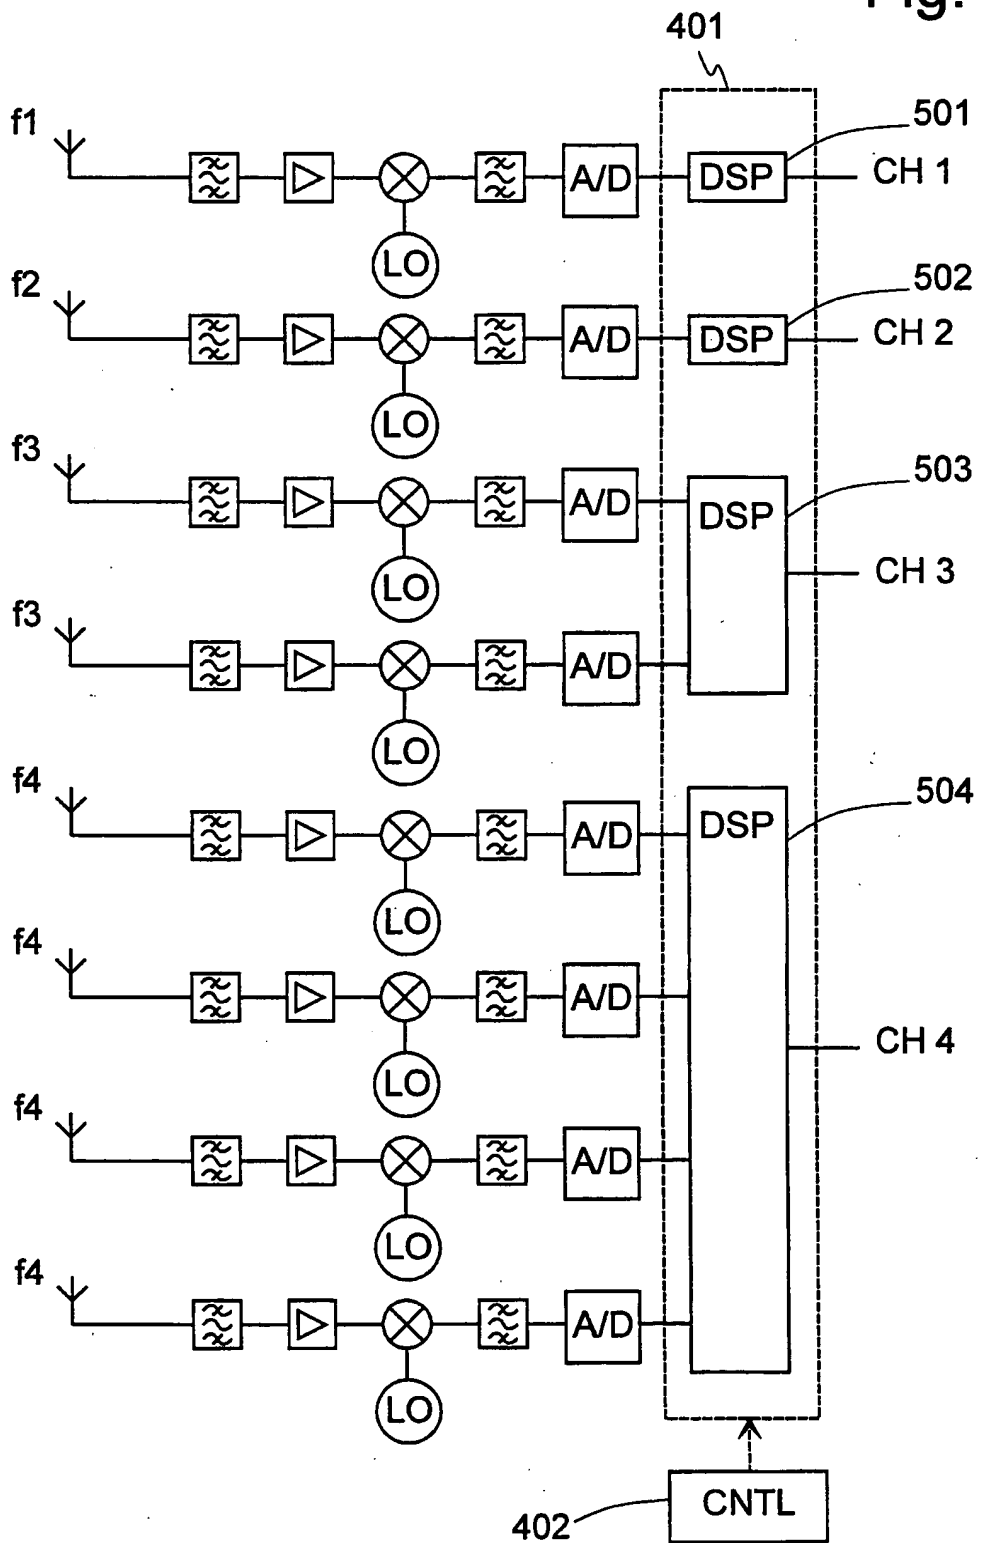 Fig.
401
f1
A/D
DSP
501
CH 1
LO
f2
A/D
DSP
502
CH 2
LO
f3
A/D
DSP
503
LO
CH 3
f3
A/D
LO
f4
A/D
DSP
504
LO
f4
A/D
LO
CH 4
f4
A/D
LO
f4
A/D
LO
CNTL
402